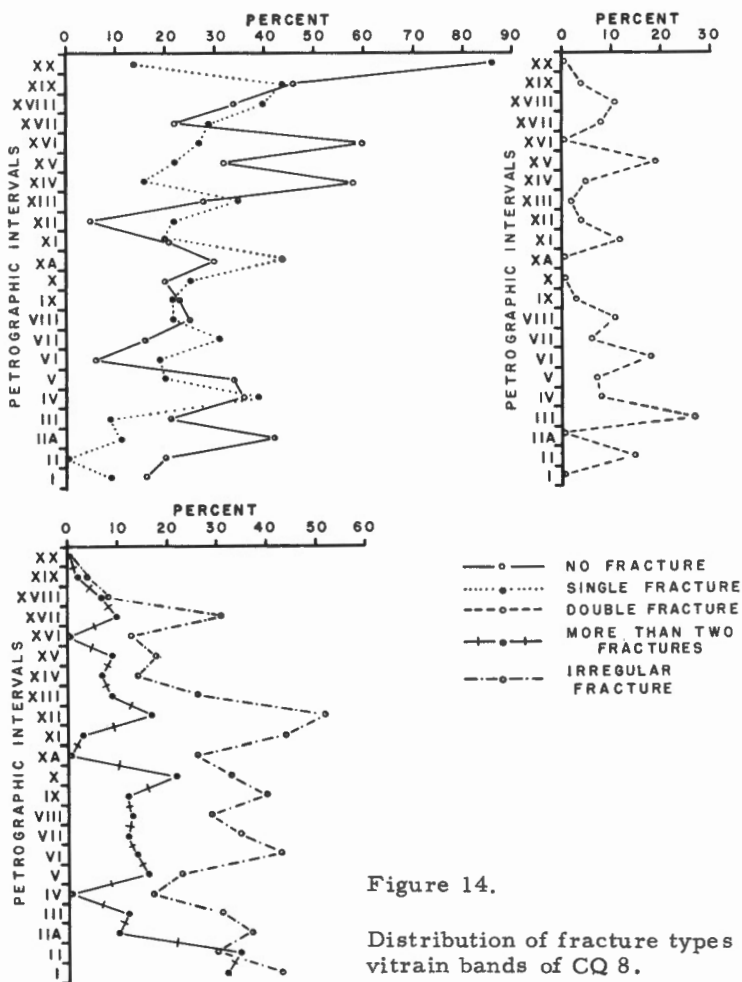 PERCENT
0 10 20 30 40 50 60 70 80 90
PETROGRAPHIC INTERVALS
XX
XIX
XVIII
XVII
XVI
XV
XIV
XIII
XII
XI
XA
X
IX
VIII
VII
VI
V
IV
III
IIA
II
I
PERCENT
0 10 20 30
PETROGRAPHIC INTERVALS
XX
XIX
XVIII
XVII
XVI
XV
XIV
XIII
XII
XI
XA
X
IX
VIII
VII
VI
V
IV
III
IIA
II
I
PERCENT
0 10 20 30 40 50 60
PETROGRAPHIC INTERVALS
XX
XIX
XVIII
XVII
XVI
XV
XIV
XIII
XII
XI
XA
X
IX
VIII
VII
VI
V
IV
III
IIA
II
I
NO FRACTURE
SINGLE FRACTURE
DOUBLE FRACTURE
MORE THAN TWO
FRACTURES
IRREGULAR
FRACTURE
Figure 14.
Distribution of fracture types
vitrain bands of CQ 8.